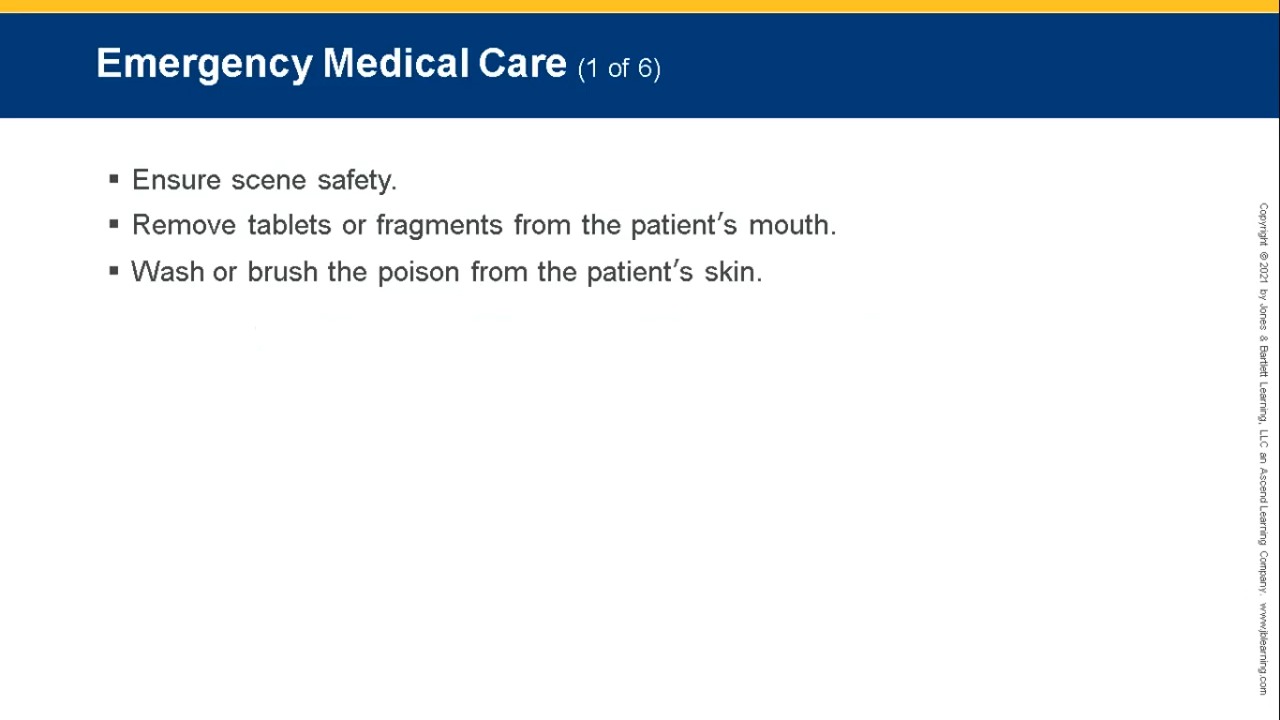 Emergency Medical Care (1 of 6)
▪ Ensure scene safety.
▪ Remove tablets or fragments from the patient′s mouth.
▪ Wash or brush the poison from the patient′s skin.
Copyright © 2021 by Jones & Bartlett Learning, LLC an Ascend Learning Company. www.jblearning.com